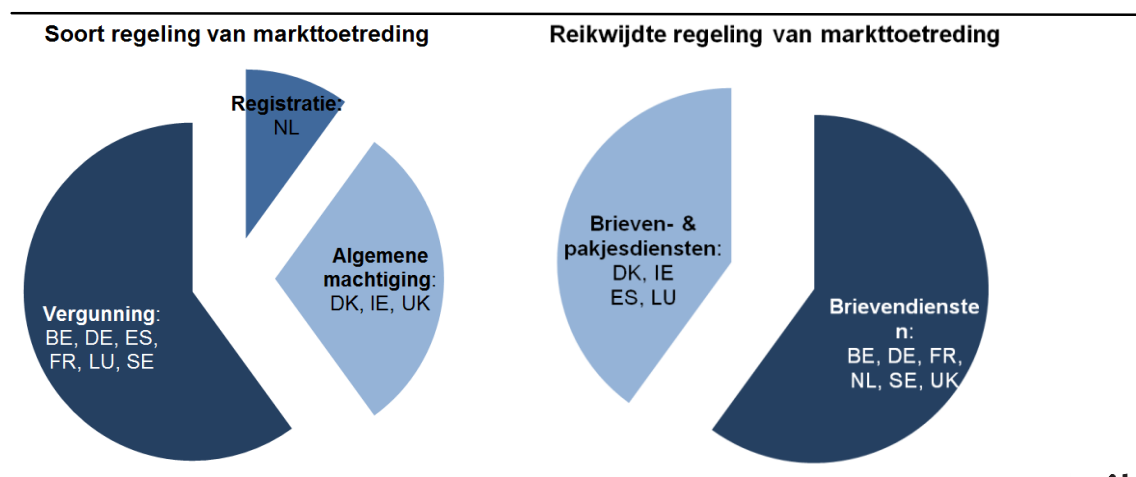 Soort regeling van markttoetreding
Registratie:
NL
Algemene
machtiging:
DK, IE, UK
Vergunning:
BE, DE, ES,
FR, LU, SE
Reikwijdte regeling van markttoetreding
Brieven- &
pakjesdiensten:
DK, IE
ES, LU
Brievendienste
n:
BE, DE, FR,
NL, SE, UK